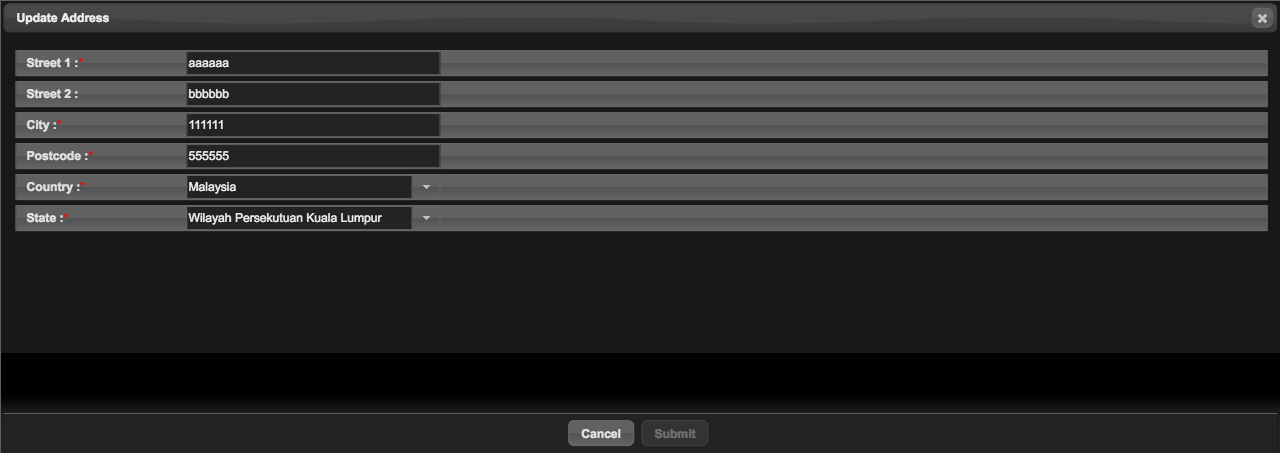 Update Address
Street 1 :* aaaaaa
Street 2 : bbbbbb
City :* 111111
Postcode :* 555555
Country :* Malaysia
State :* Wilayah Persekutuan Kuala Lumpur
Cancel Submit